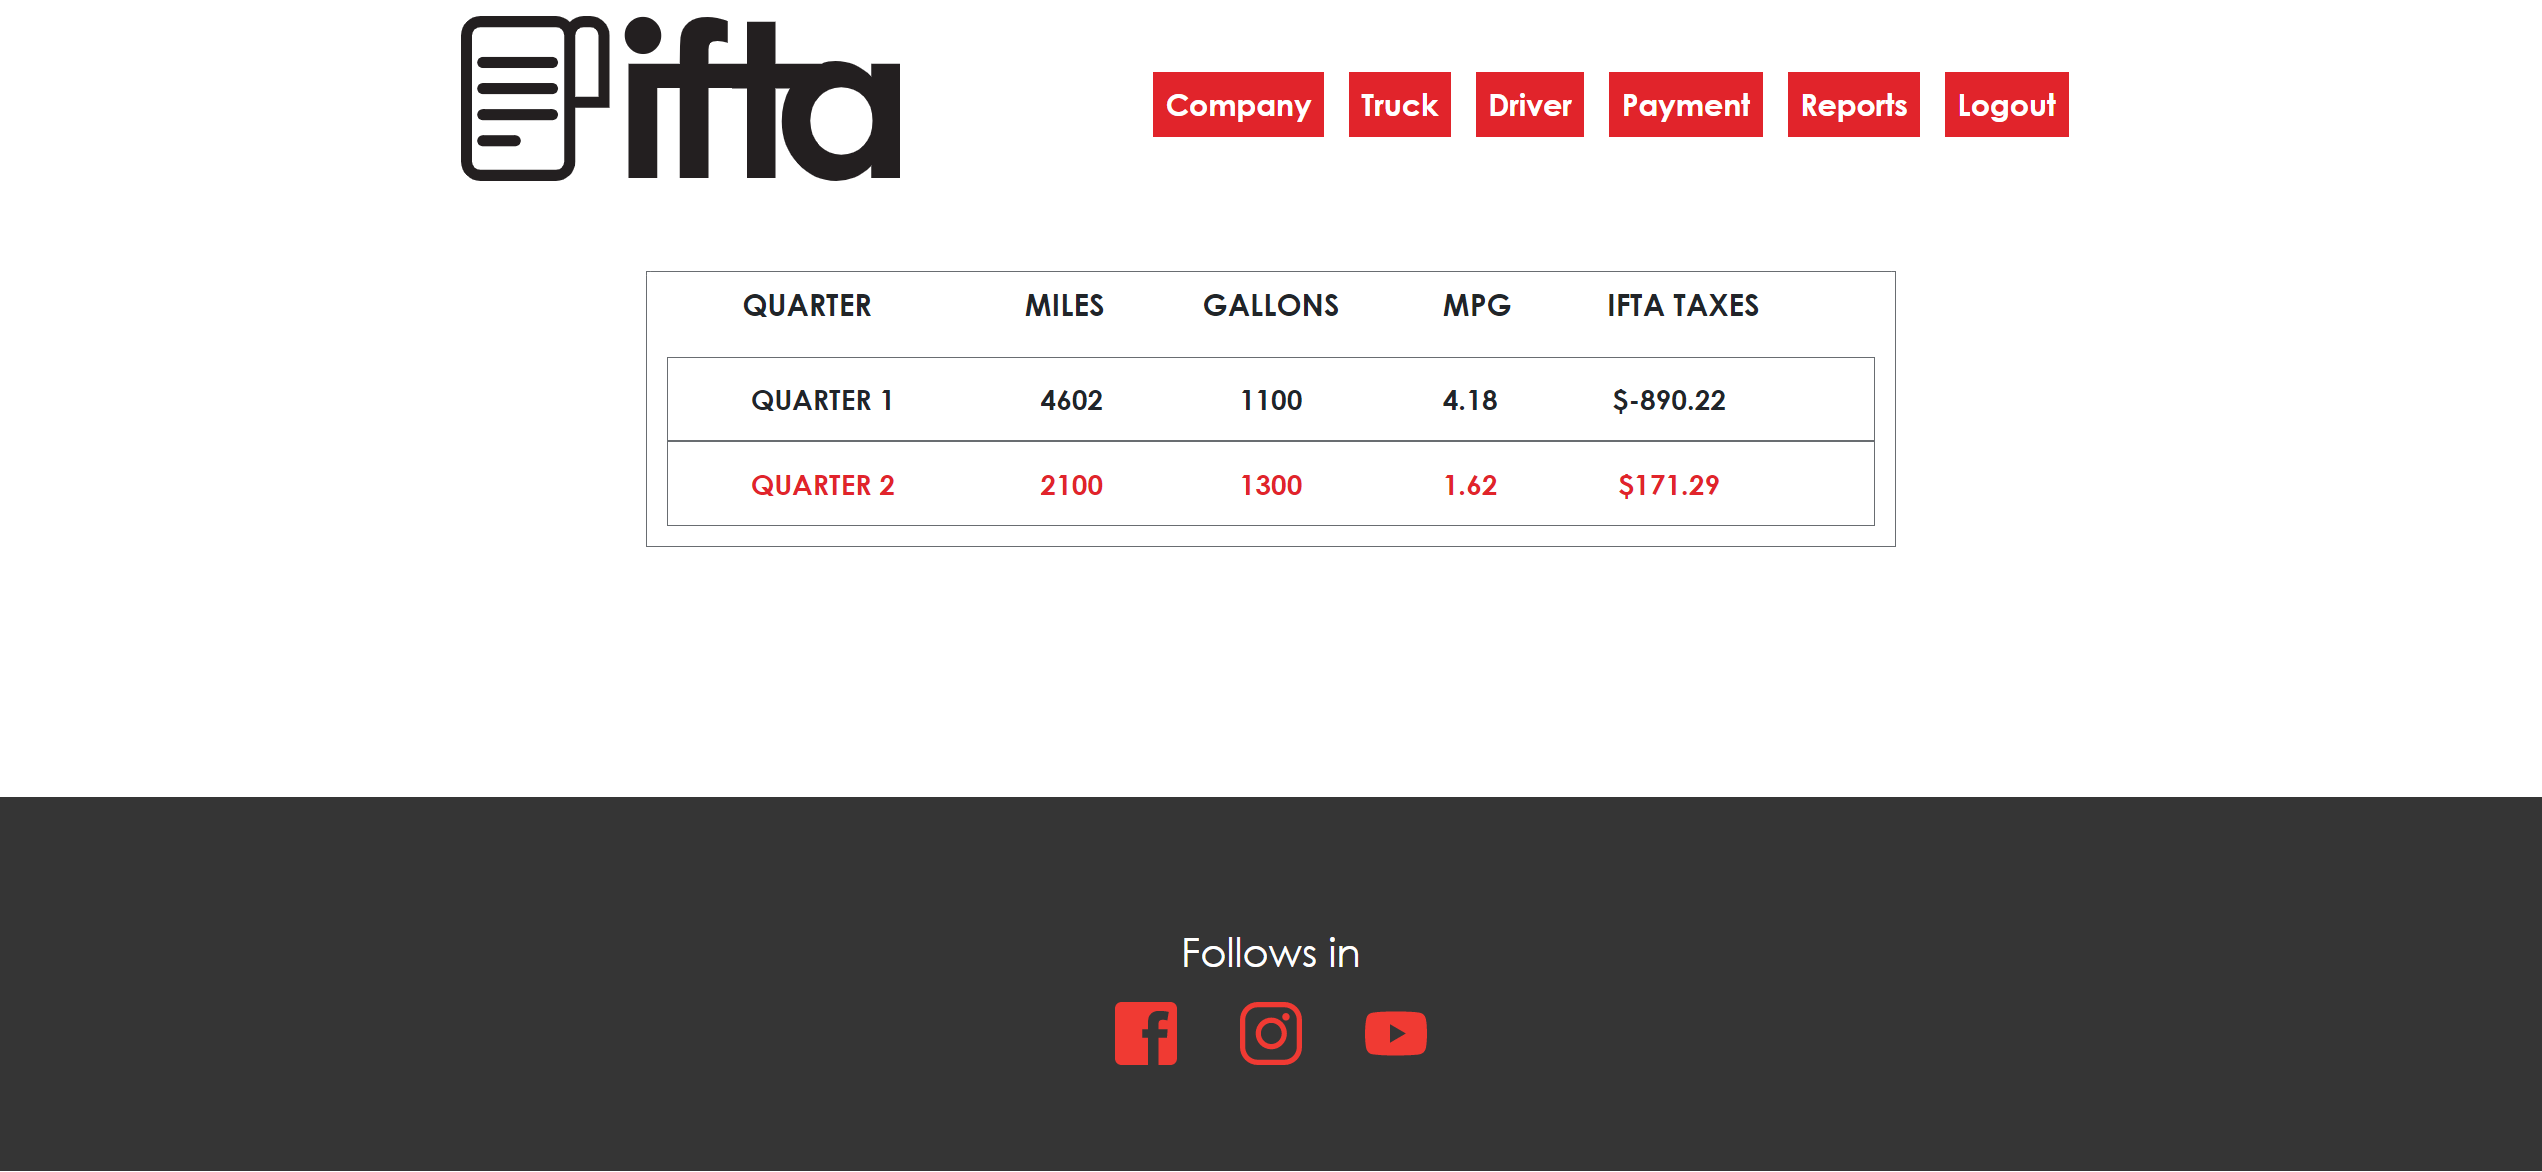 ifta
Company Truck Driver Payment Reports Logout
QUARTER MILES GALLONS MPG IFTA TAXES
QUARTER 1 4602 1100 4.18 $-890.22
QUARTER 2 2100 1300 1.62 $171.29
Follows in